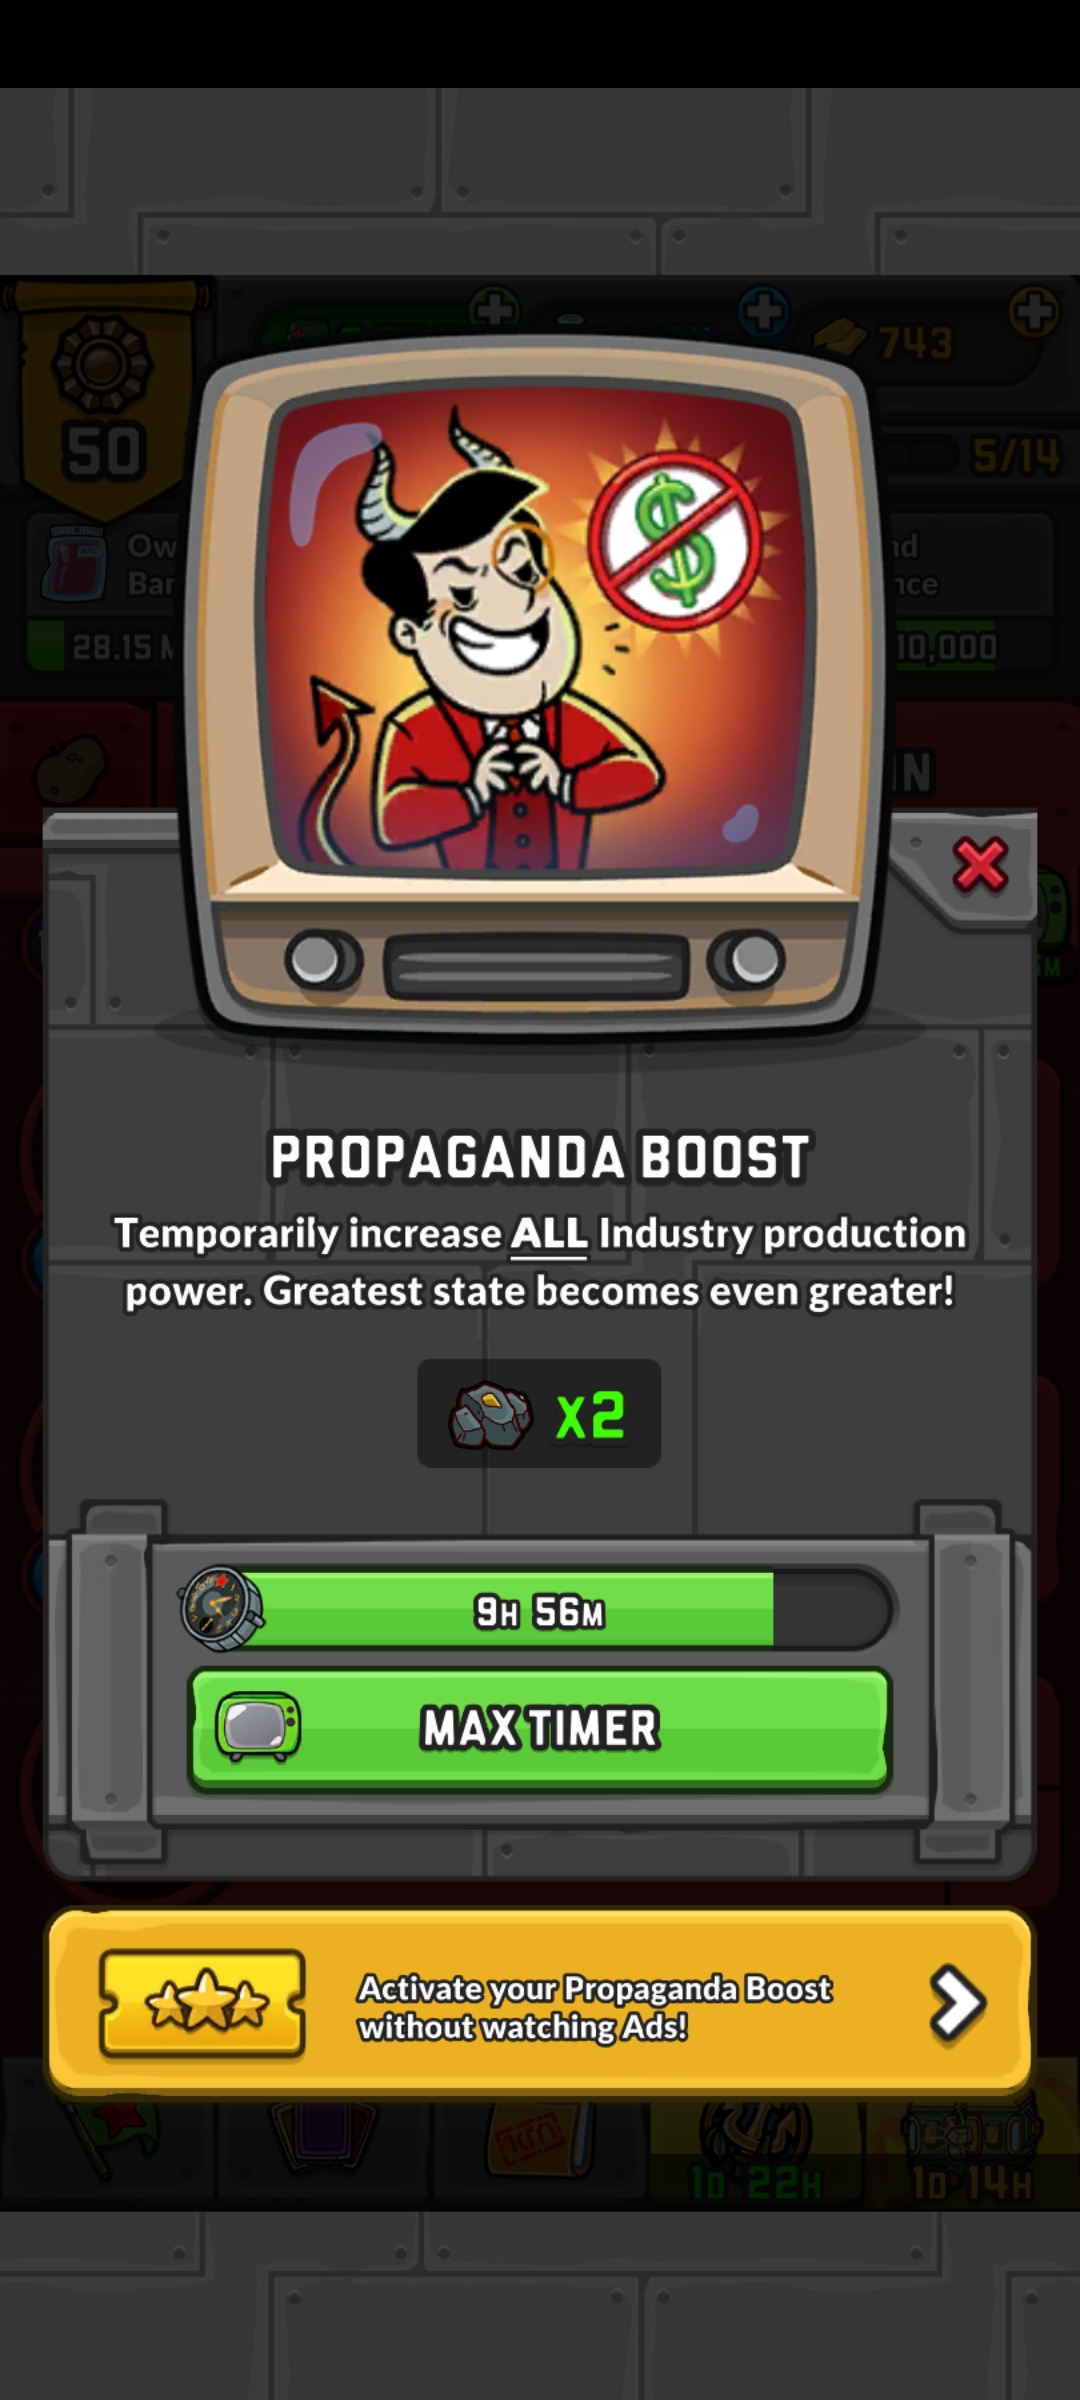 743
50
5/14
28.15
10,000
PROPAGANDA BOOST
Temporarily increase ALL Industry production
power. Greatest state becomes even greater!
X2
9H 56M
MAX TIMER
Activate your Propaganda Boost
without watching Ads!
1D 22H
1D 14H